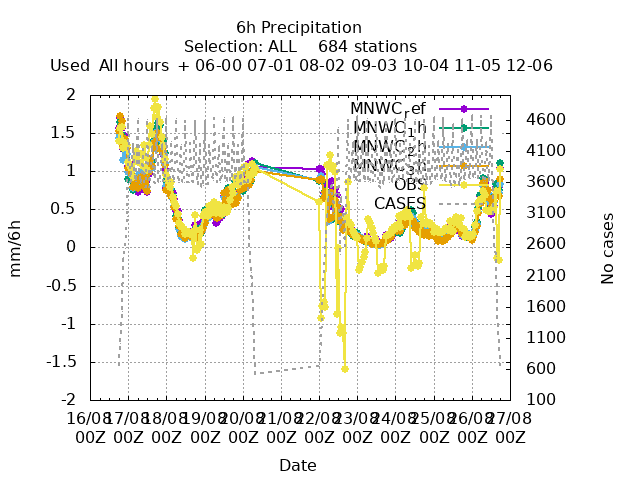 6h Precipitation
Selection: ALL 684 stations
Used All hours + 06-00 07-01 08-02 09-03 10-04 11-05 12-06
2
1.5
1
0.5
0
-0.5
-1
-1.5
-2
mm/6h
MNWCref
MNWC1h
MNWC2h
MNWC3h
OBS
CASES
4600
4100
3600
3100
2600
2100
1600
1100
600
100
No cases
16/08 17/08 18/08 19/08 20/08 21/08 22/08 23/08 24/08 25/08 26/08 27/08
00Z 00Z 00Z 00Z 00Z 00Z 00Z 00Z 00Z 00Z 00Z 00Z
Date